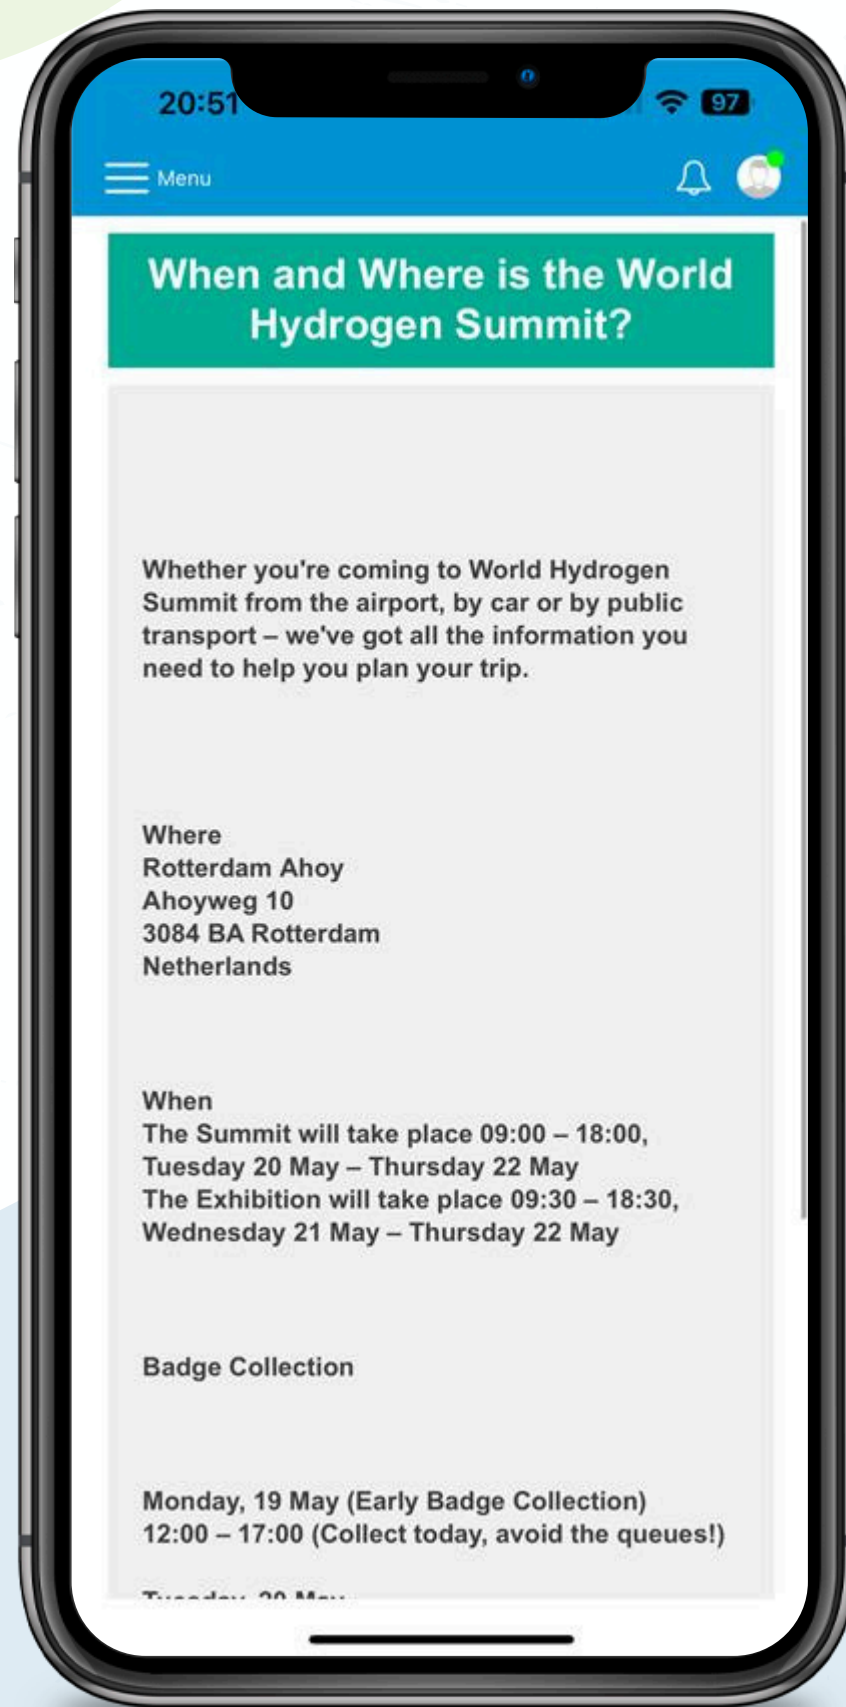 20:51
97
Menu
When and Where is the World
Hydrogen Summit?
Whether you're coming to World Hydrogen
Summit from the airport, by car or by public
transport – we've got all the information you
need to help you plan your trip.
Where
Rotterdam Ahoy
Ahoyweg 10
3084 BA Rotterdam
Netherlands
When
The Summit will take place 09:00 – 18:00,
Tuesday 20 May – Thursday 22 May
The Exhibition will take place 09:30 – 18:30,
Wednesday 21 May – Thursday 22 May
Badge Collection
Monday, 19 May (Early Badge Collection)
12:00 – 17:00 (Collect today, avoid the queues!)
Tuesday, 20 May